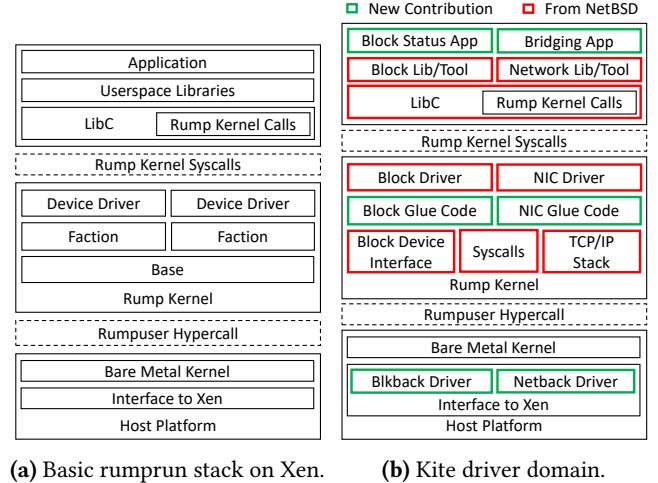 New Contribution
From NetBSD
Application
Userspace Libraries
LibC
Rump Kernel Calls
Rump Kernel Syscalls
Device Driver
Device Driver
Faction
Faction
Base
Rump Kernel
Rumpuser Hypercall
Bare Metal Kernel
Interface to Xen
Host Platform
(a) Basic rumprun stack on Xen.
Block Status App
Bridging App
Block Lib/Tool
Network Lib/Tool
LibC
Rump Kernel Calls
Rump Kernel Syscalls
Block Driver
NIC Driver
Block Glue Code
NIC Glue Code
Block Device
Interface
Syscalls
TCP/IP
Stack
Rump Kernel
Rumpuser Hypercall
Bare Metal Kernel
Blkback Driver
Netback Driver
Interface to Xen
Host Platform
(b) Kite driver domain.